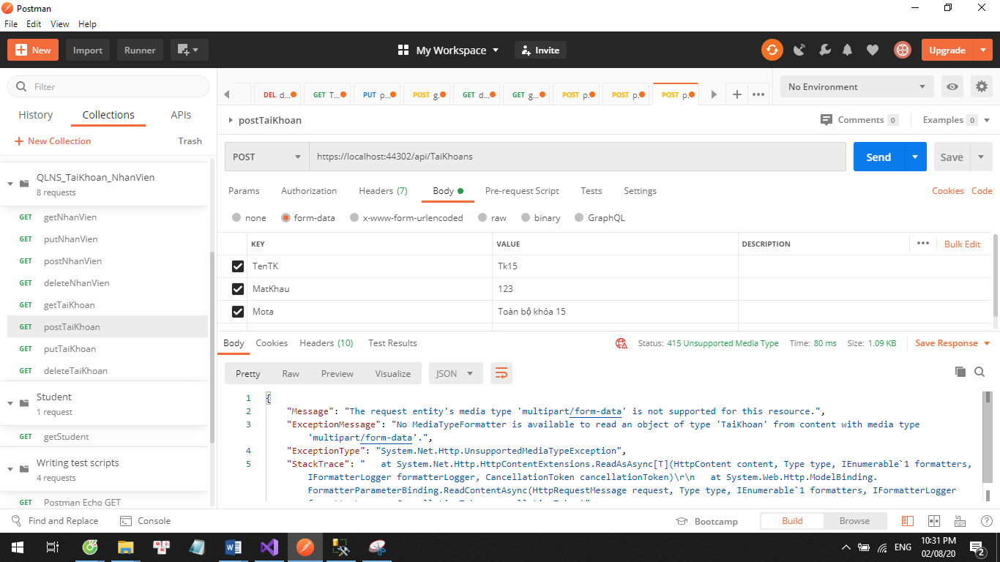 Postman
File Edit View Help
New Import Runner My Workspace Invite Upgrade
Filter
History Collections APIs
New Collection Trash
QLNS_TaiKhoan_NhanVien
8 requests
GET getNhanVien
GET putNhanVien
GET postNhanVien
GET deleteNhanVien
GET getTaiKhoan
GET postTaiKhoan
GET putTaiKhoan
GET deleteTaiKhoan
Student
1 request
GET getStudent
Writing test scripts
4 requests
GET Postman Echo GET
DEL d... GET T... PUT p... POST g. GET d... GET g... POST p. POST p. POST p.
No Environment
postTaiKhoan Comments 0 Examples 0
POST https://localhost:44302/api/TaiKhoans Send Save
Params Authorization Headers (7) Body Pre-request Script Tests Settings Cookies Code
none form-data x-www-form-urlencoded raw binary GraphQL
KEY VALUE DESCRIPTION Bulk Edit
TenTK Tk15
MatKhau 123
Mota Toàn bộ khóa 15
Body Cookies Headers (10) Test Results Status: 415 Unsupported Media Type Time: 80 ms Size: 1.09 KB Save Response
Pretty Raw Preview Visualize JSON
1 {
2 "Message": "The request entity's media type 'multipart/form-data' is not supported for this resource.",
3 "ExceptionMessage": "No MediaTypeFormatter is available to read an object of type 'TaiKhoan' from content with media type
'multipart/form-data'.",
4 "ExceptionType": "System.Net.Http.UnsupportedMediaTypeException",
5 "StackTrace": "   at System.Net.Http.HttpContentExtensions.ReadAsAsync[T](HttpContent content, Type type, IEnumerable`1 formatters,
IFormatterLogger formatterLogger, CancellationToken cancellationToken)\r\n   at System.Web.Http.ModelBinding.
FormatterParameterBinding.ReadContentAsync(HttpRequestMessage request, Type type, IEnumerable`1 formatters, IFormatterLogger
Find and Replace Console Bootcamp Build Browse
ENG 10:31 PM
02/08/20
2